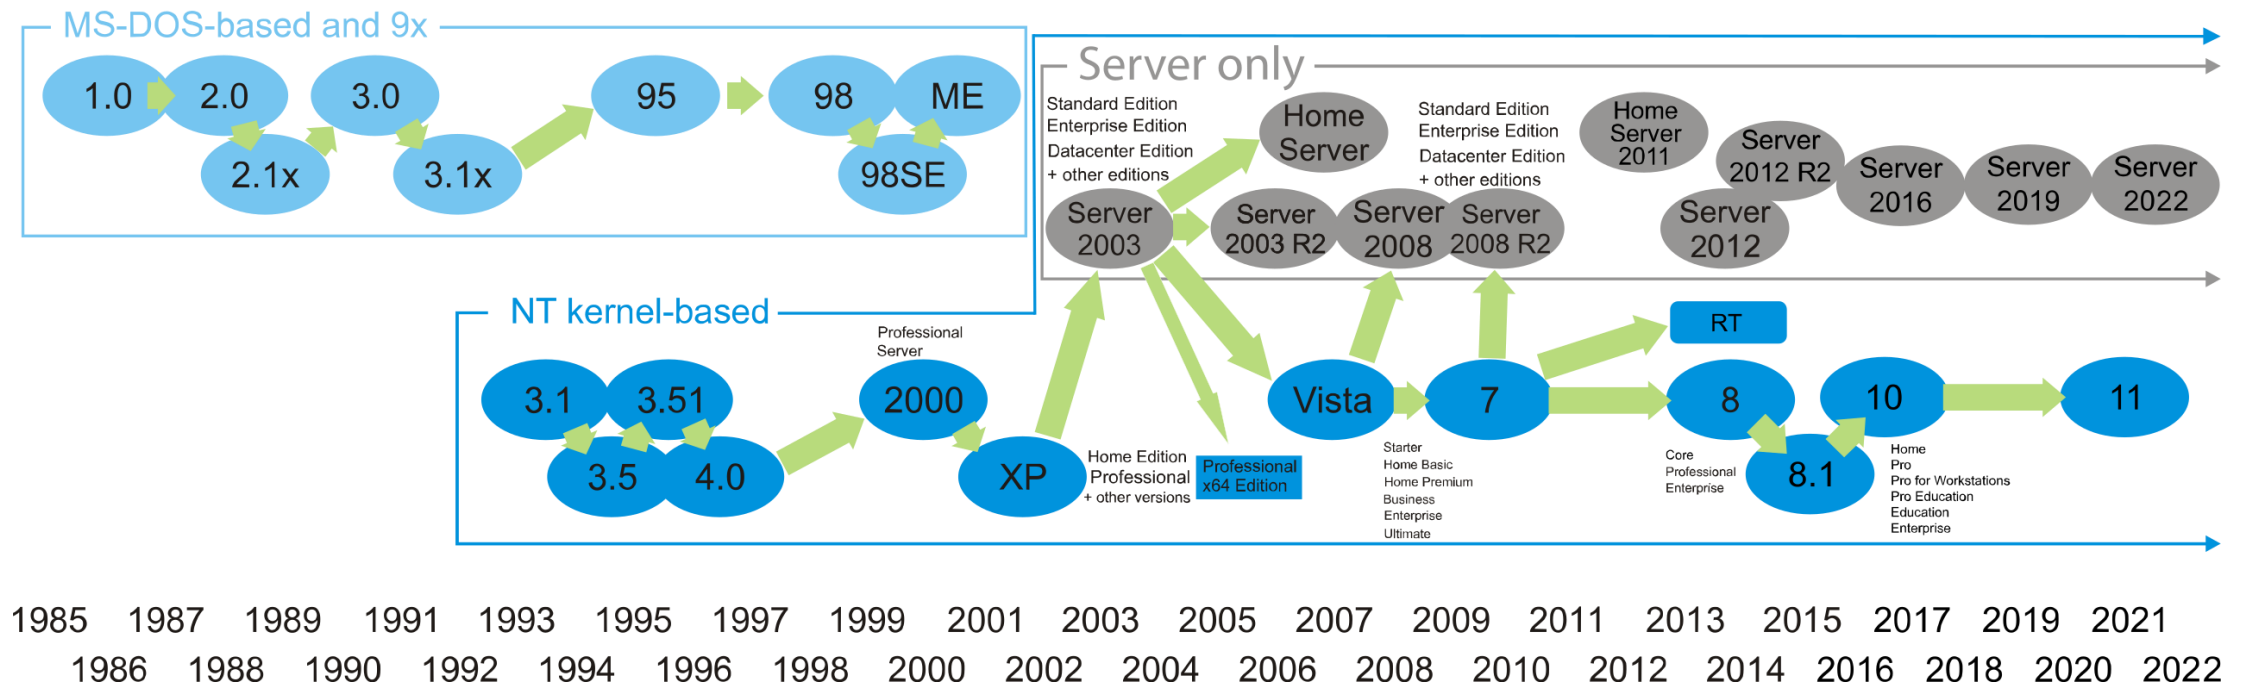 MS-DOS-based and 9x
1.0
2.0
3.0
95
98
ME
2.1x
3.1x
98SE
Server only
Standard Edition
Enterprise Edition
Datacenter Edition
+ other editions
Home
Server
Standard Edition
Enterprise Edition
Datacenter Edition
+ other editions
Home
Server
2011
Server
2012 R2
Server
2016
Server
2019
Server
2022
Server
2003
Server
2003 R2
Server
2008
Server
2008 R2
Server
2012
NT kernel-based
Professional
Server
RT
3.1
3.51
2000
Vista
7
8
10
11
3.5
4.0
XP
Home Edition
Professional
+ other versions
Professional
x64 Edition
Starter
Home Basic
Home Premium
Business
Enterprise
Ultimate
Core
Professional
Enterprise
8.1
Home
Pro
Pro for Workstations
Pro Education
Education
Enterprise
1985 1987 1989 1991 1993 1995 1997 1999 2001 2003 2005 2007 2009 2011 2013 2015 2017 2019 2021
1986 1988 1990 1992 1994 1996 1998 2000 2002 2004 2006 2008 2010 2012 2014 2016 2018 2020 2022